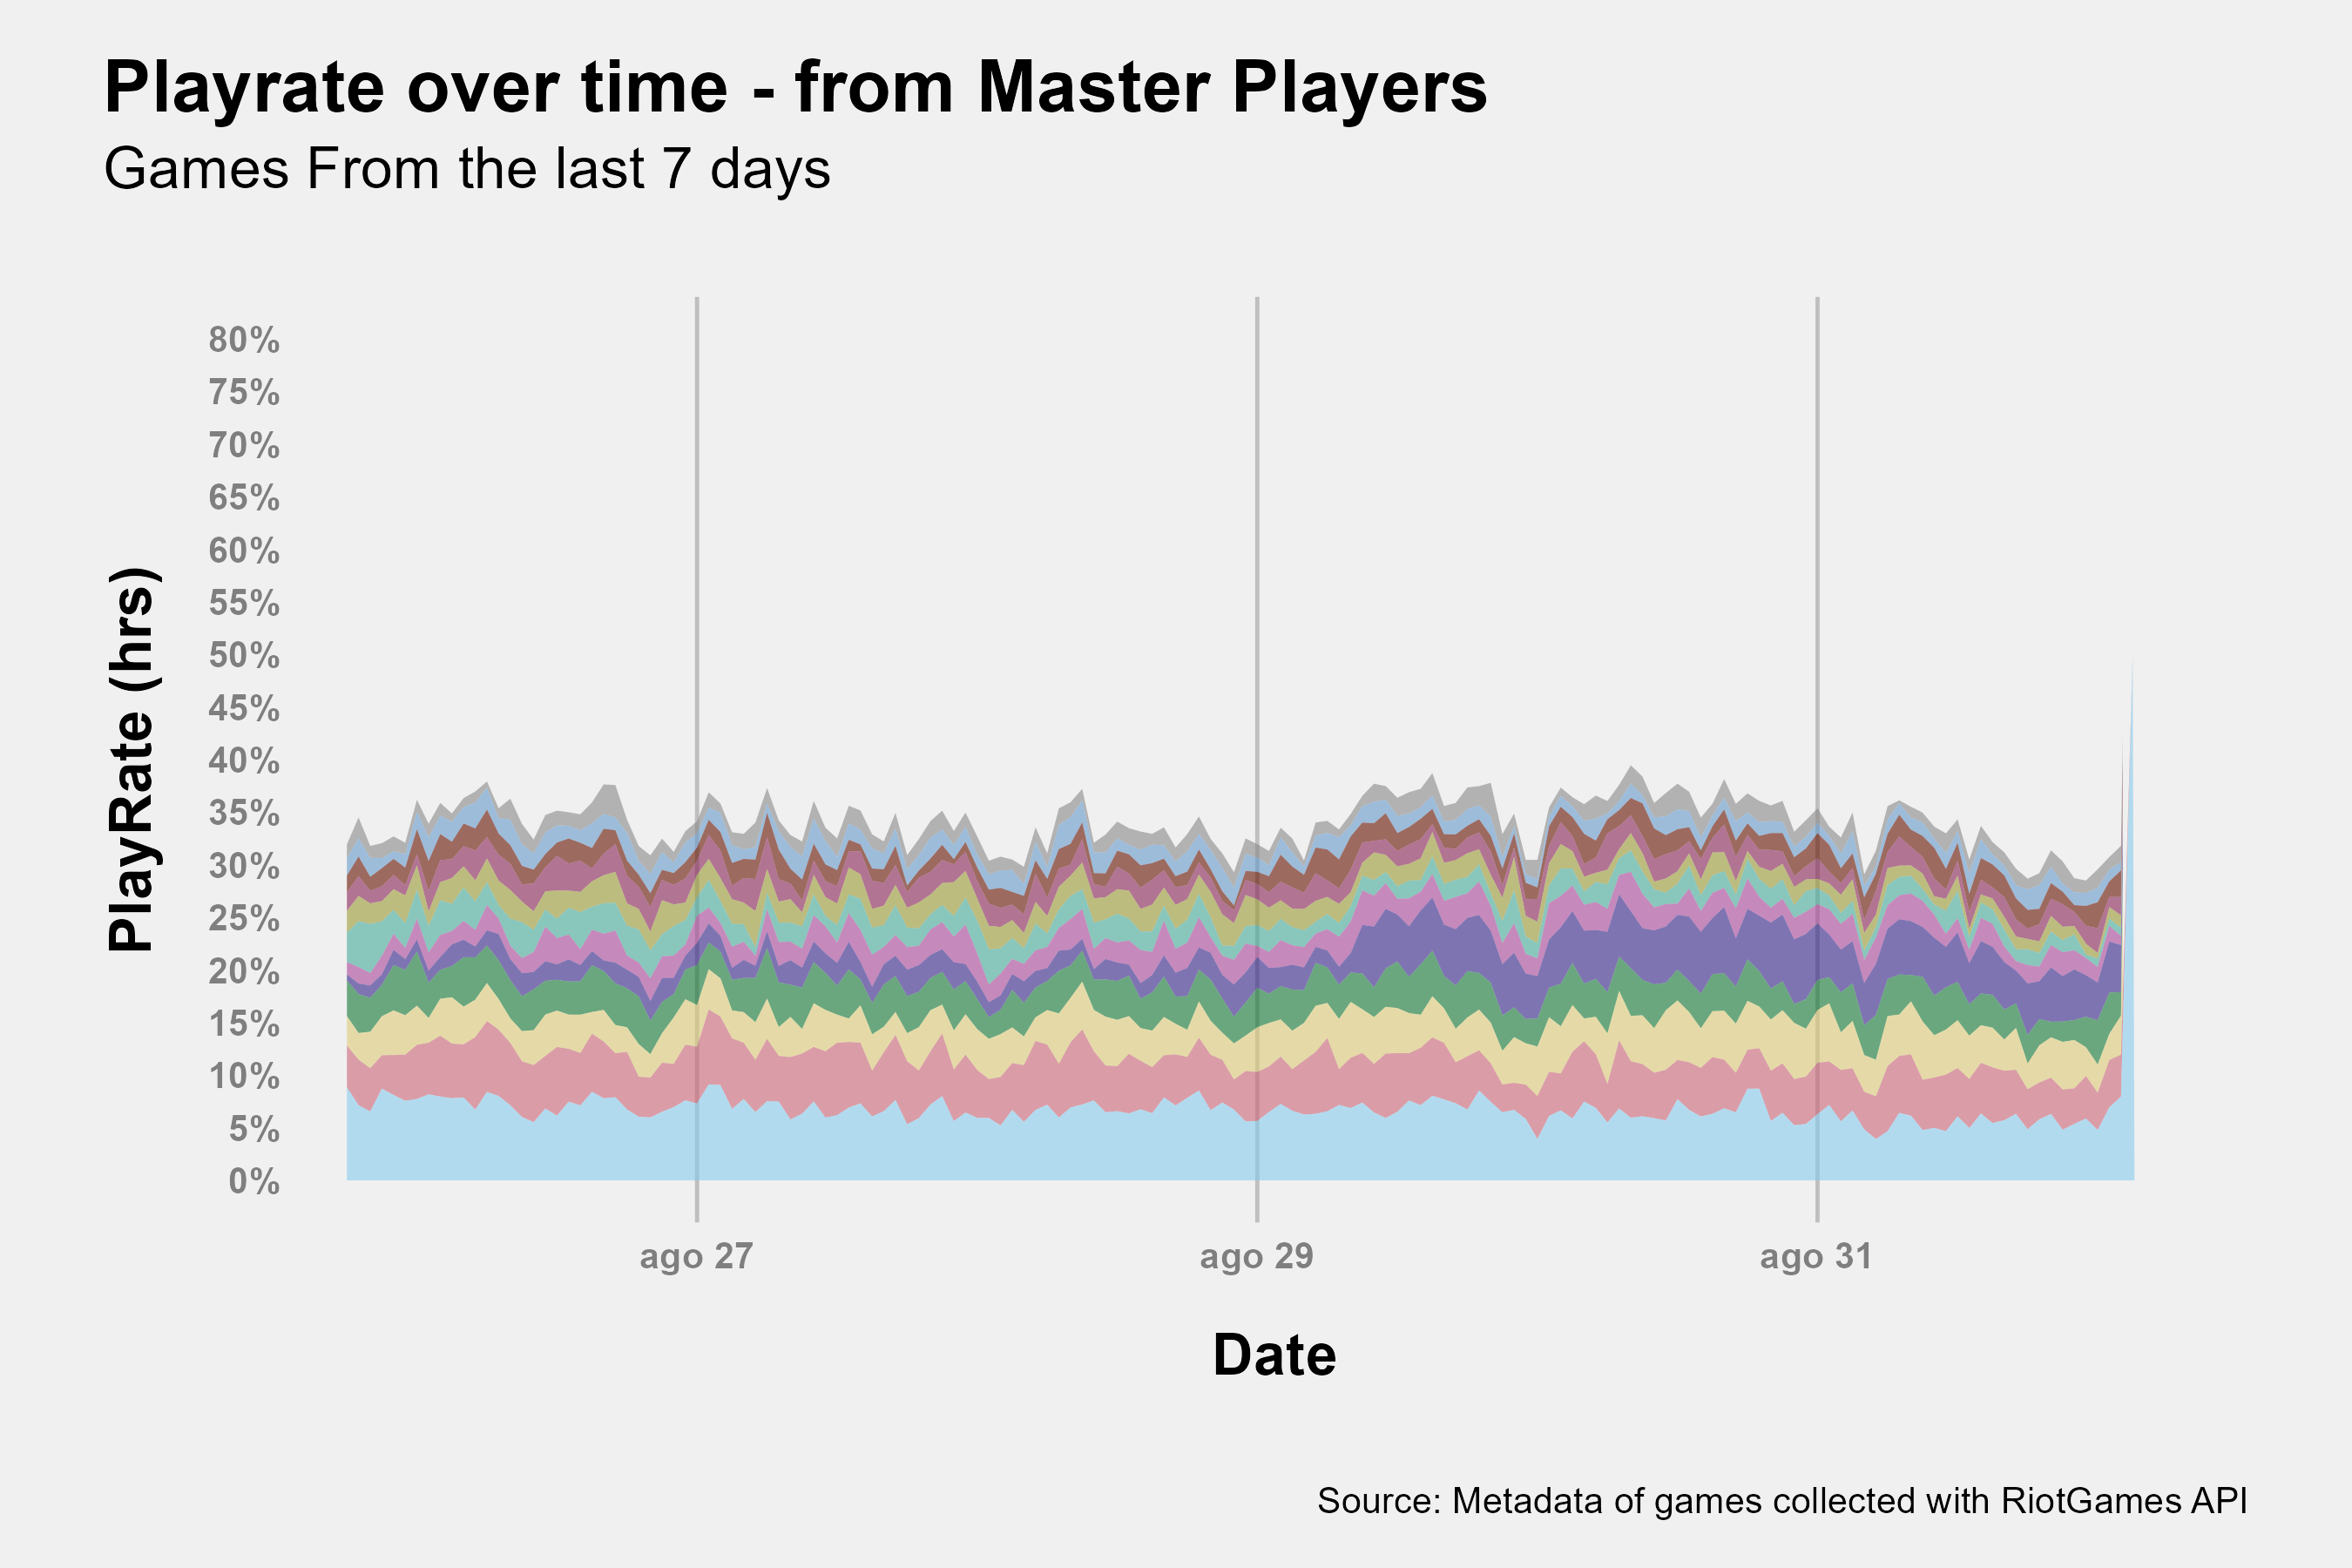 Playrate over time - from Master Players
Games From the last 7 days
80%
75%
70%
65%
60%
55%
50%
45%
40%
35%
30%
25%
20%
15%
10%
5%
0%
PlayRate (hrs)
ago 27
ago 29
ago 31
Date
Source: Metadata of games collected with RiotGames API